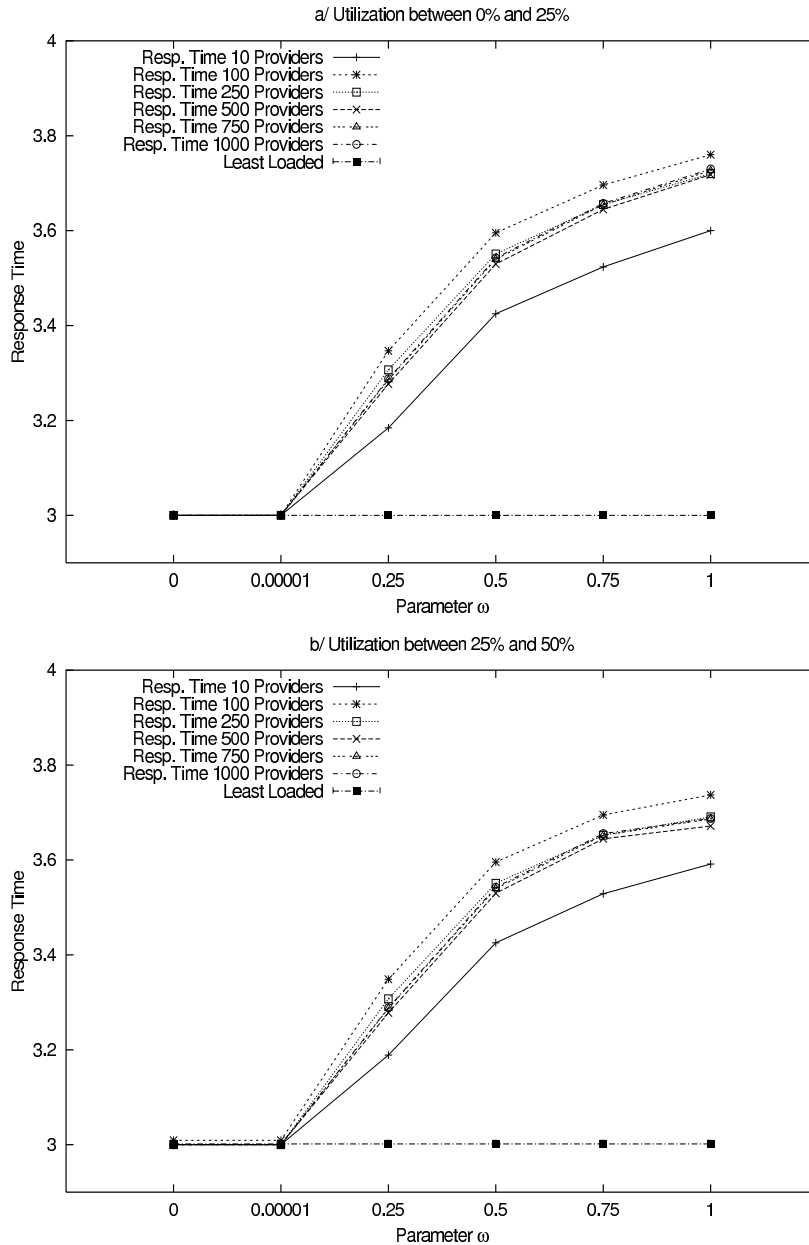 a/ Utilization between 0% and 25%
4
3.8
3.6
3.4
3.2
3
Response Time
Resp. Time 10 Providers
Resp. Time 100 Providers
Resp. Time 250 Providers
Resp. Time 500 Providers
Resp. Time 750 Providers
Resp. Time 1000 Providers
Least Loaded
0 0.00001 0.25 0.5 0.75 1
Parameter ω
b/ Utilization between 25% and 50%
4
3.8
3.6
3.4
3.2
3
Response Time
Resp. Time 10 Providers
Resp. Time 100 Providers
Resp. Time 250 Providers
Resp. Time 500 Providers
Resp. Time 750 Providers
Resp. Time 1000 Providers
Least Loaded
0 0.00001 0.25 0.5 0.75 1
Parameter ω